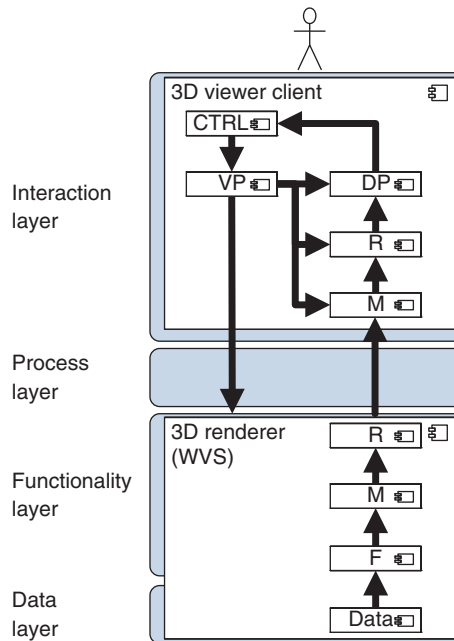 3D viewer client
CTRL
VP
DP
R
M
Interaction
layer
Process
layer
3D renderer
(WVS)
R
M
F
Data
Functionality
layer
Data
layer